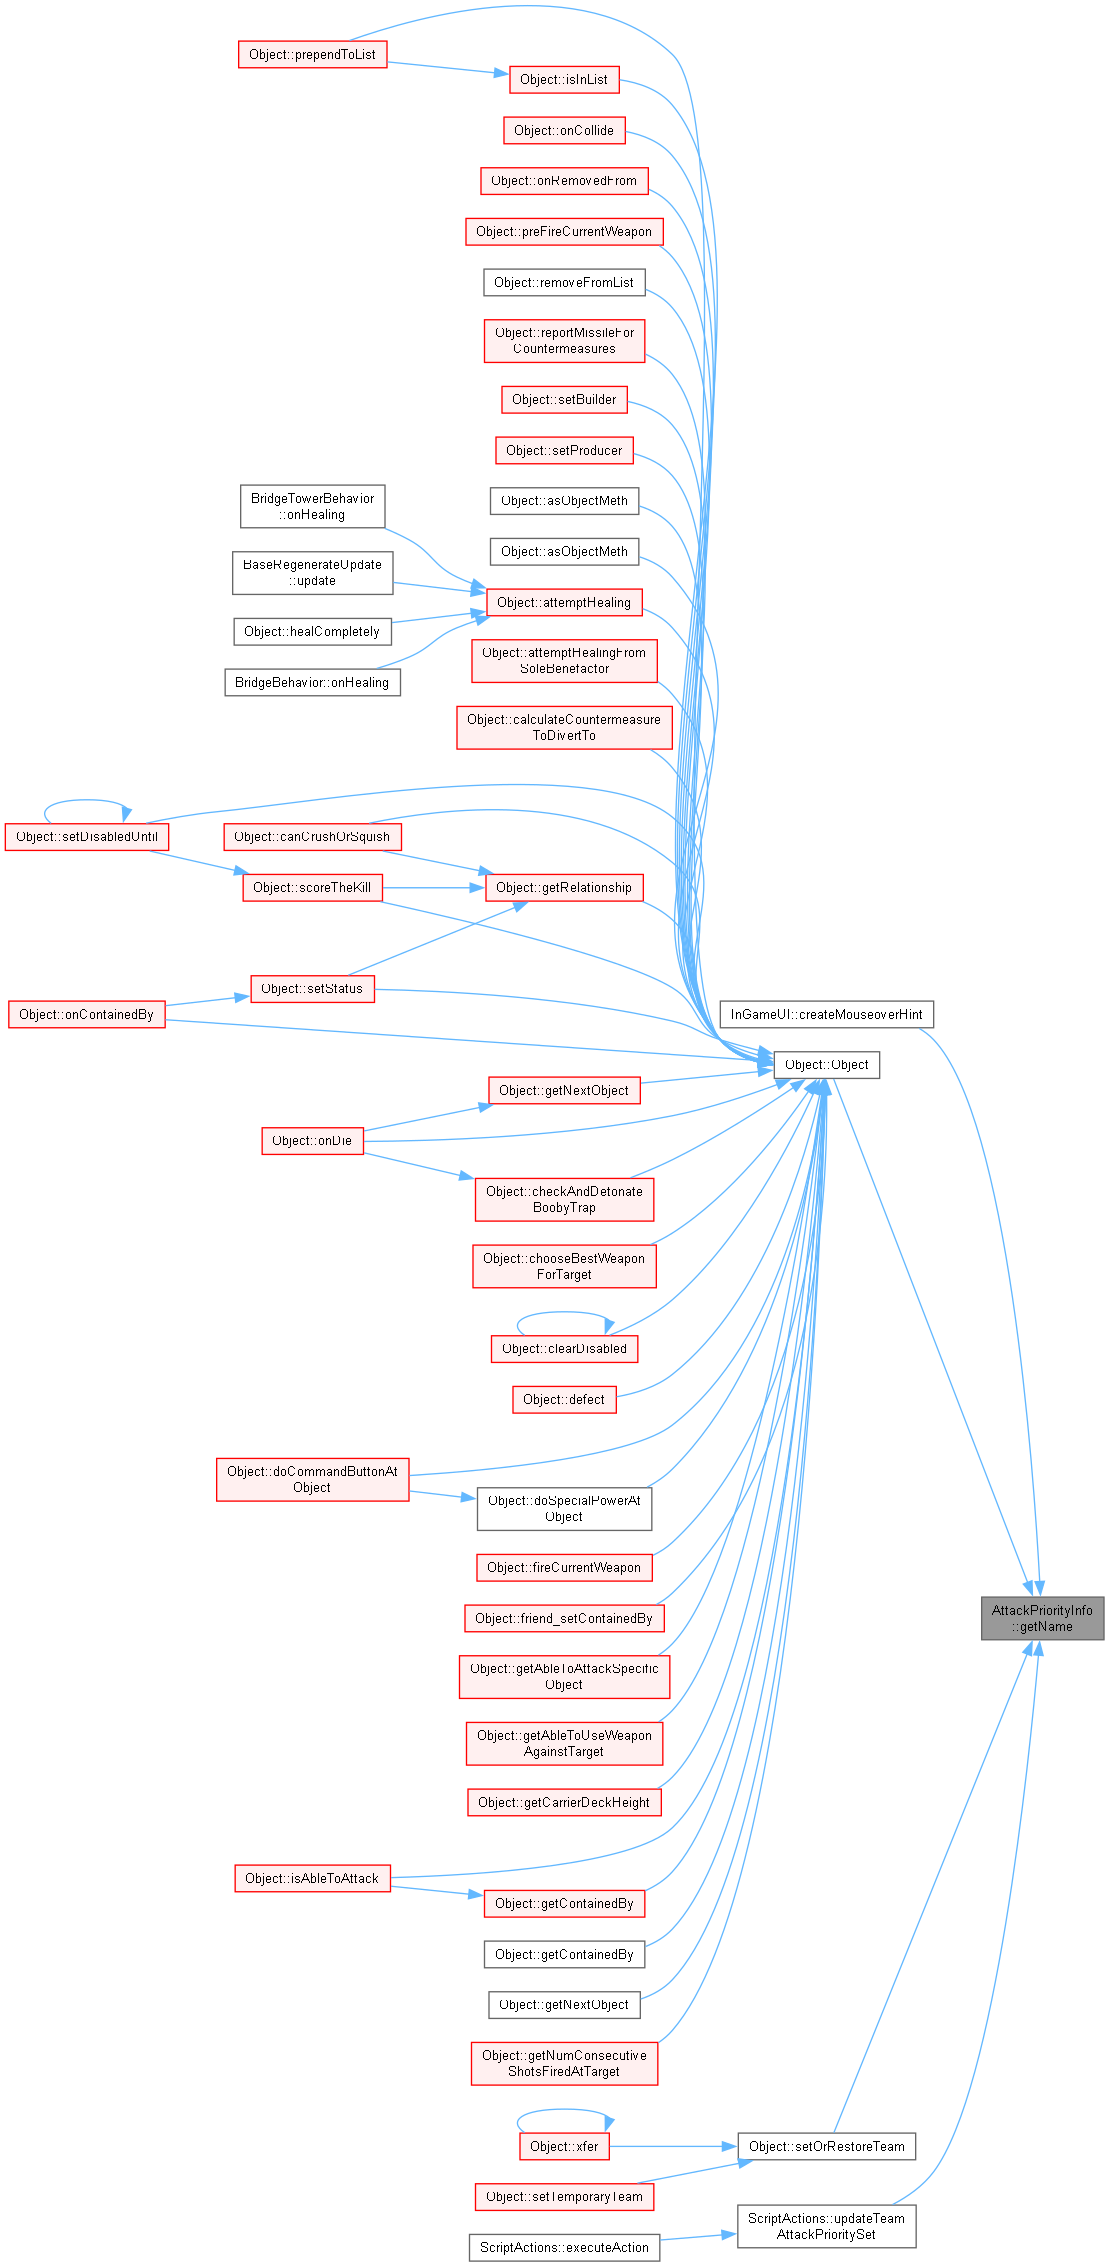 Object::prependToList
Object::isInList
Object::onCollide
Object::onRemovedFrom
Object::preFireCurrentWeapon
Object::removeFromList
Object::reportMissileFor
Countermeasures
Object::setBuilder
Object::setProducer
BridgeTowerBehavior
::onHealing
Object::asObjectMeth
Object::asObjectMeth
BaseRegenerateUpdate
::update
Object::attemptHealing
Object::healCompletely
Object::attemptHealingFrom
SoleBenefactor
BridgeBehavior::onHealing
Object::calculateCountermeasure
ToDivertTo
Object::setDisabledUntil
Object::canCrushOrSquish
Object::scoreTheKill
Object::getRelationship
Object::setStatus
Object::onContainedBy
InGameUI::createMouseoverHint
Object::Object
Object::getNextObject
Object::onDie
Object::checkAndDetonate
BoobyTrap
Object::chooseBestWeapon
ForTarget
Object::clearDisabled
Object::defect
Object::doCommandButtonAt
Object
Object::doSpecialPowerAt
Object
Object::fireCurrentWeapon
Object::friend_setContainedBy
AttackPriorityInfo
::getName
Object::getAbleToAttackSpecific
Object
Object::getAbleToUseWeapon
AgainstTarget
Object::getCarrierDeckHeight
Object::isAbleToAttack
Object::getContainedBy
Object::getContainedBy
Object::getNextObject
Object::getNumConsecutive
ShotsFiredAtTarget
Object::xfer
Object::setOrRestoreTeam
Object::setTemporaryTeam
ScriptActions::updateTeam
AttackPrioritySet
ScriptActions::executeAction